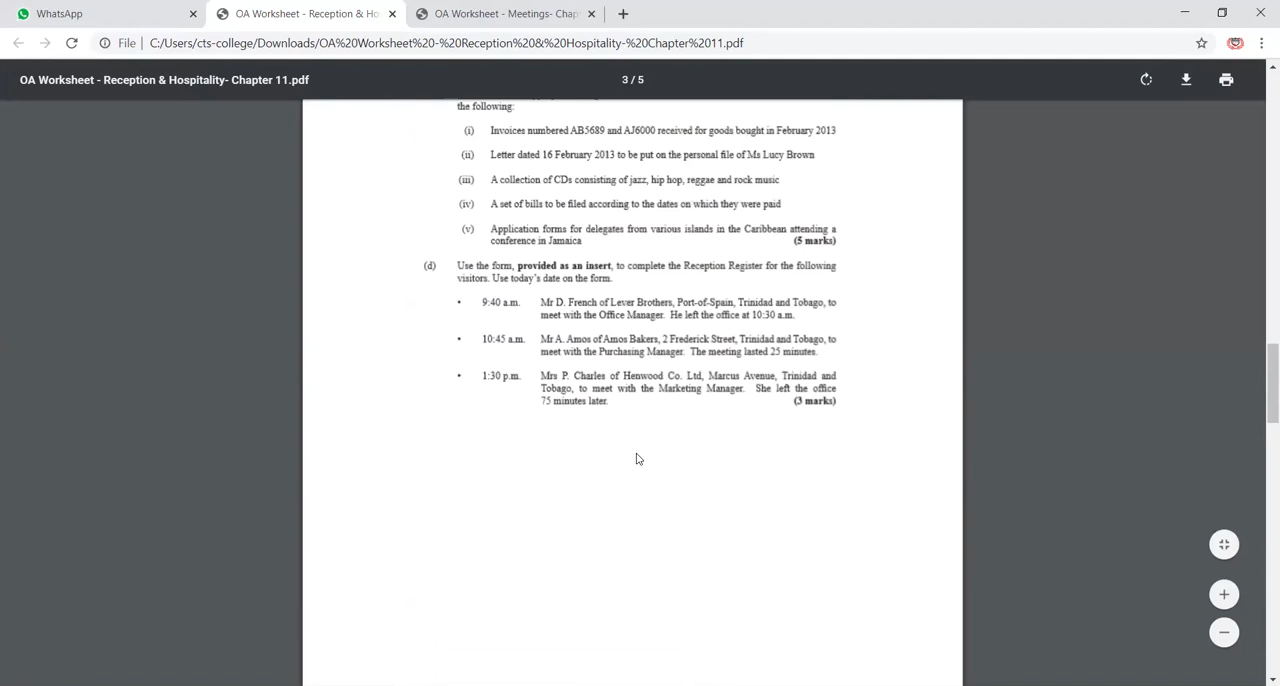 WhatsApp
OA Worksheet - Reception & Ho
OA Worksheet - Meetings- Chap
File
C:/Users/cts-college/Downloads/OA%20Worksheet%20-%20Reception%20&%20Hospitality-%20Chapter%2011.pdf
OA Worksheet - Reception & Hospitality- Chapter 11.pdf
3 / 5
the following:
(i) Invoices numbered AB5689 and AJ6000 received for goods bought in February 2013
(ii) Letter dated 16 February 2013 to be put on the personal file of Ms Lucy Brown
(iii) A collection of CDs consisting of jazz, hip hop, reggae and rock music
(iv) A set of bills to be filed according to the dates on which they were paid
(v) Application forms for delegates from various islands in the Caribbean attending a
conference in Jamaica (5 marks)
(d) Use the form, provided as an insert, to complete the Reception Register for the following
visitors. Use today's date on the form.
• 9:40 a.m. Mr D. French of Lever Brothers, Port-of-Spain, Trinidad and Tobago, to
meet with the Office Manager. He left the office at 10:30 a.m.
• 10:45 a.m. Mr A. Amos of Amos Bakers, 2 Frederick Street, Trinidad and Tobago, to
meet with the Purchasing Manager. The meeting lasted 25 minutes.
• 1:30 p.m. Mrs P. Charles of Henwood Co. Ltd, Marcus Avenue, Trinidad and
Tobago, to meet with the Marketing Manager. She left the office
75 minutes later. (3 marks)